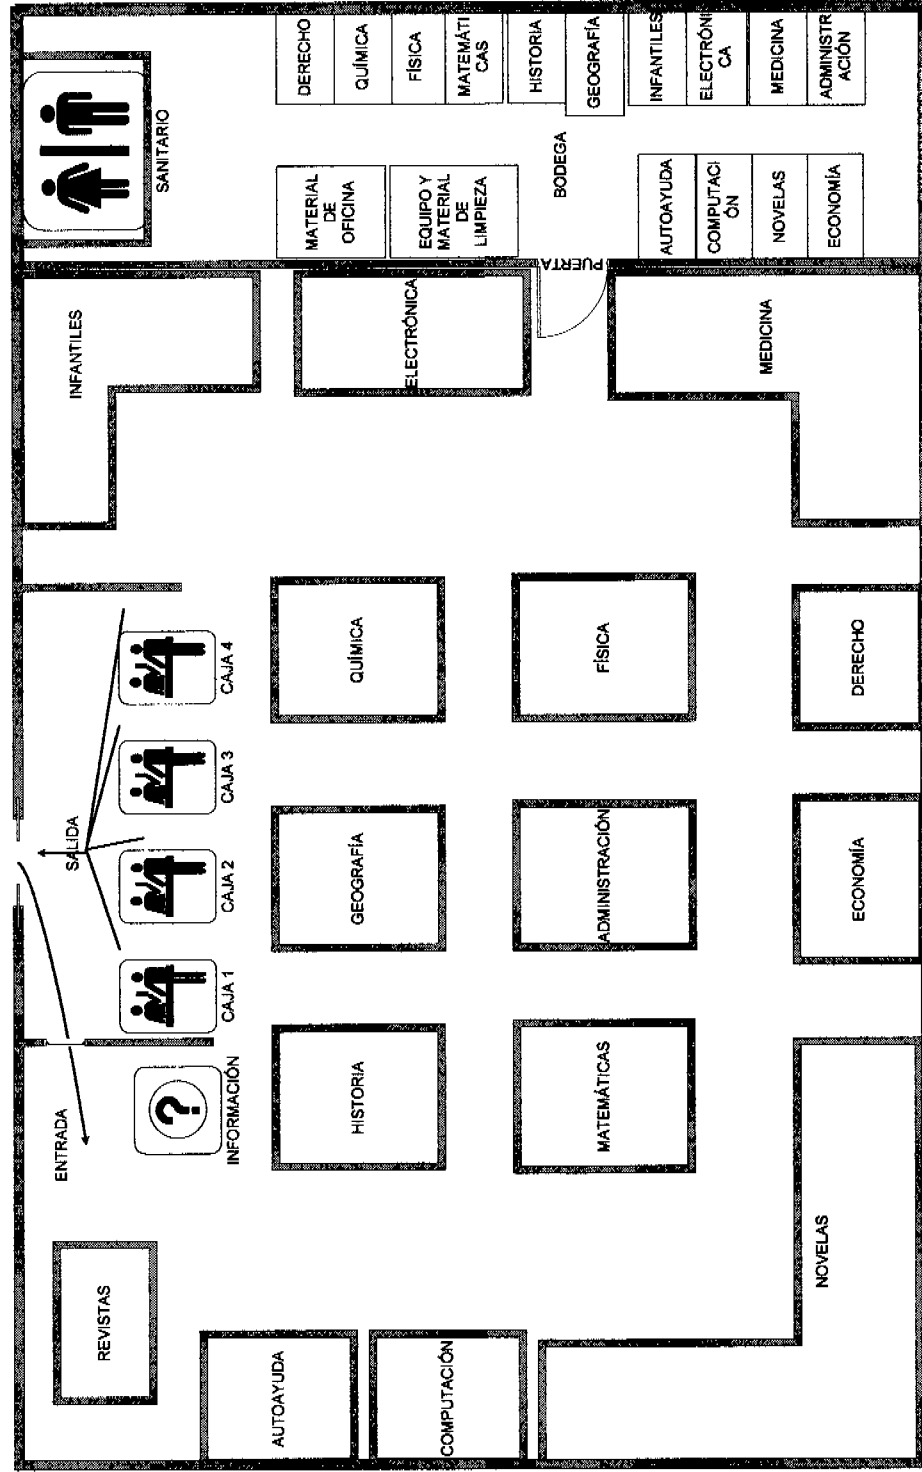 ENTRADA
SALIDA
INFANTILES
REVISTAS
SANITARIO
INFORMACIÓN
CAJA 1
CAJA 2
CAJA 3
CAJA 4
AUTOAYUDA
HISTORIA
GEOGRAFÍA
QUÍMICA
ELECTRÓNICA
MATERIAL
DE
OFICINA
DERECHO
QUÍMICA
FÍSICA
MATEMÁTI
CAS
EQUIPO Y
MATERIAL
DE
LIMPIEZA
COMPUTACIÓN
MATEMÁTICAS
ADMINISTRACIÓN
FÍSICA
PUERTA
BODEGA
HISTORIA
GEOGRAFÍA
INFANTILES
ELECTRÓNI
CA
MEDICINA
ADMINISTR
ACIÓN
AUTOAYUDA
COMPUTACI
ÓN
NOVELAS
ECONOMÍA
MEDICINA
NOVELAS
ECONOMÍA
DERECHO